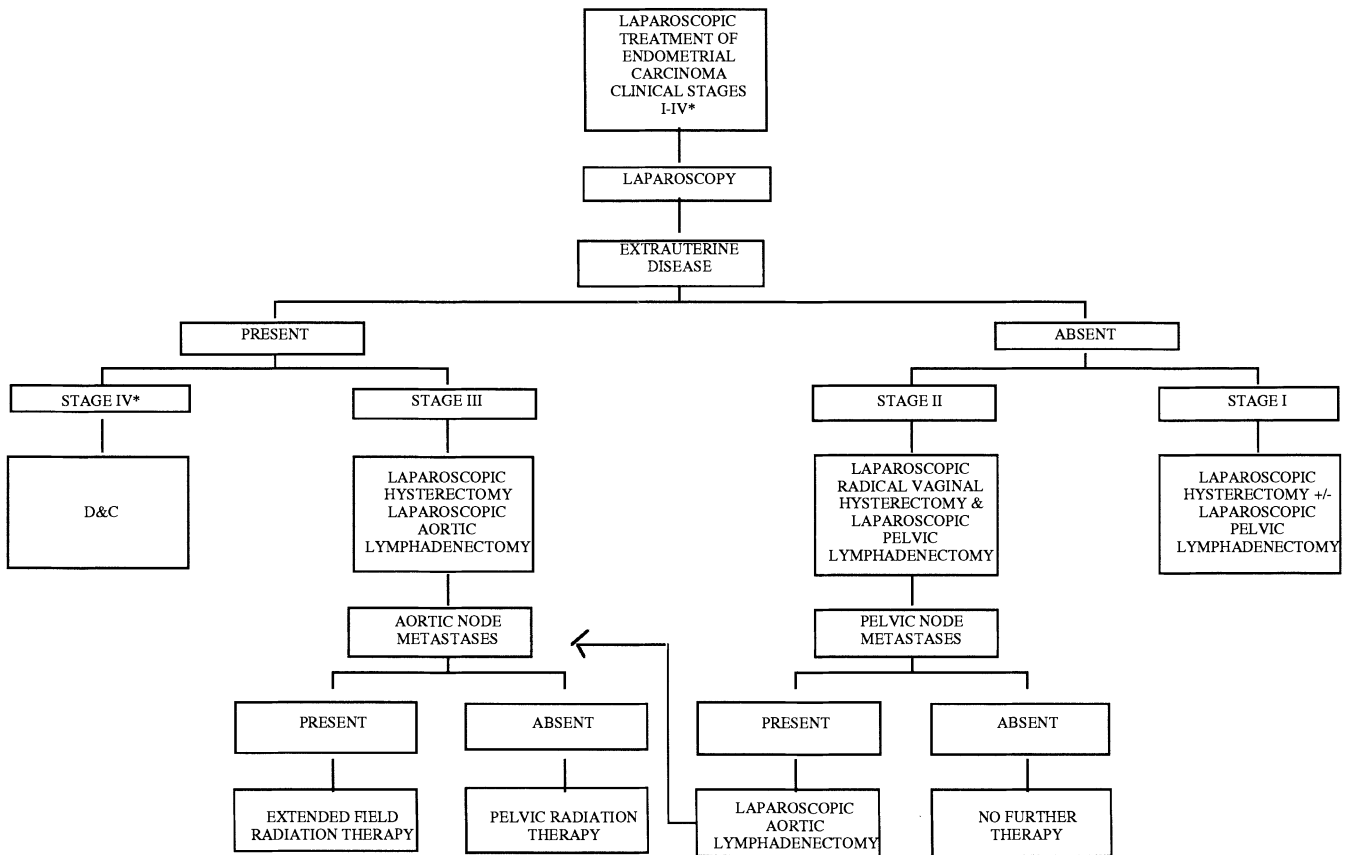 LAPAROSCOPIC
TREATMENT OF
ENDOMETRIAL
CARCINOMA
CLINICAL STAGES
I-IV*
LAPAROSCOPY
EXTRAUTERINE
DISEASE
PRESENT
ABSENT
STAGE IV*
STAGE III
STAGE II
STAGE I
D&C
LAPAROSCOPIC
HYSTERECTOMY
LAPAROSCOPIC
AORTIC
LYMPHADENECTOMY
LAPAROSCOPIC
RADICAL VAGINAL
HYSTERECTOMY &
LAPAROSCOPIC
PELVIC
LYMPHADENECTOMY
LAPAROSCOPIC
HYSTERECTOMY +/-
LAPAROSCOPIC
PELVIC
LYMPHADENECTOMY
AORTIC NODE
METASTASES
PELVIC NODE
METASTASES
PRESENT
ABSENT
PRESENT
ABSENT
EXTENDED FIELD
RADIATION THERAPY
PELVIC RADIATION
THERAPY
LAPAROSCOPIC
AORTIC
LYMPHADENECTOMY
NO FURTHER
THERAPY